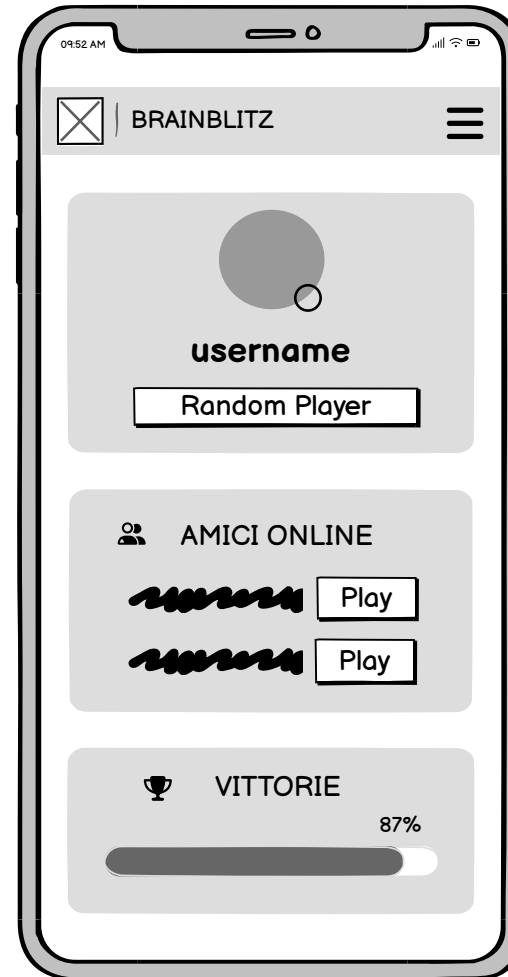 09:52 AM
BRAINBLITZ
username
Random Player
AMICI ONLINE
Play
Play
VITTORIE
87%